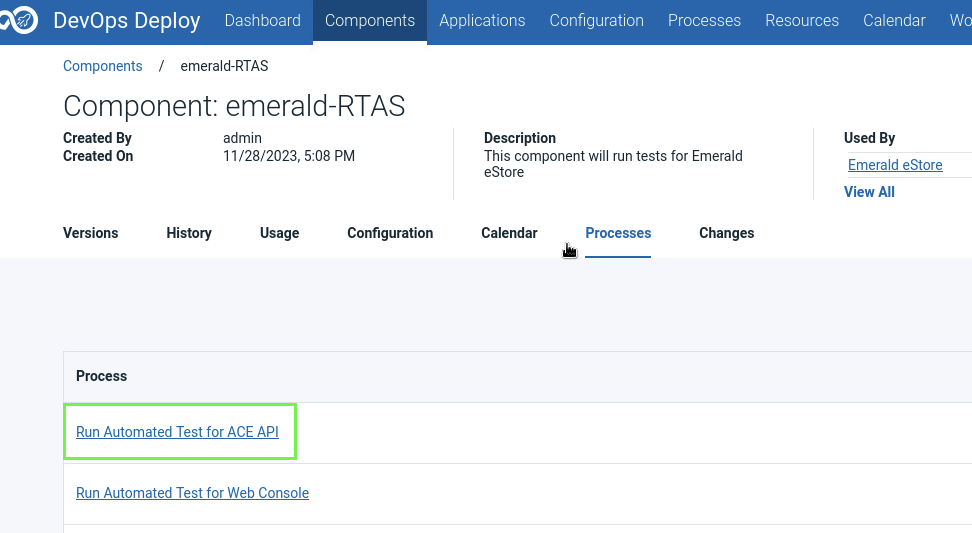 DevOps Deploy Dashboard Components Applications Configuration Processes Resources Calendar
Components / emerald-RTAS
Component: emerald-RTAS
Created By admin
Created On 11/28/2023, 5:08 PM
Description
This component will run tests for Emerald
eStore
Used By
Emerald eStore
View All
Versions History Usage Configuration Calendar Processes Changes
Process
Run Automated Test for ACE API
Run Automated Test for Web Console